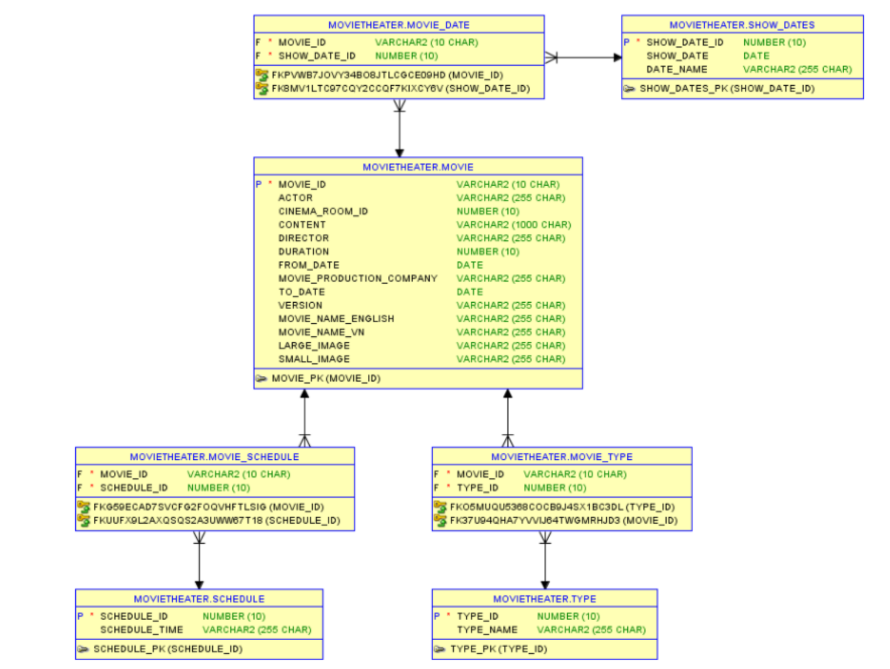 MOVIETHEATER.MOVIE_DATE
F * MOVIE_ID VARCHAR2 (10 CHAR)
F * SHOW_DATE_ID NUMBER (10)
FKPVWB7JOVY34BO8JTLCGCE09HD (MOVIE_ID)
FK8MV1LTC97CQY2CCQF7KIXCY6V (SHOW_DATE_ID)
MOVIETHEATER.SHOW_DATES
P * SHOW_DATE_ID NUMBER (10)
SHOW_DATE DATE
DATE_NAME VARCHAR2 (255 CHAR)
SHOW_DATES_PK (SHOW_DATE_ID)
MOVIETHEATER.MOVIE
P * MOVIE_ID VARCHAR2 (10 CHAR)
ACTOR VARCHAR2 (255 CHAR)
CINEMA_ROOM_ID NUMBER (10)
CONTENT VARCHAR2 (1000 CHAR)
DIRECTOR VARCHAR2 (255 CHAR)
DURATION NUMBER (10)
FROM_DATE DATE
MOVIE_PRODUCTION_COMPANY VARCHAR2 (255 CHAR)
TO_DATE DATE
VERSION VARCHAR2 (255 CHAR)
MOVIE_NAME_ENGLISH VARCHAR2 (255 CHAR)
MOVIE_NAME_VN VARCHAR2 (255 CHAR)
LARGE_IMAGE VARCHAR2 (255 CHAR)
SMALL_IMAGE VARCHAR2 (255 CHAR)
MOVIE_PK (MOVIE_ID)
MOVIETHEATER.MOVIE_SCHEDULE
F * MOVIE_ID VARCHAR2 (10 CHAR)
F * SCHEDULE_ID NUMBER (10)
FKG59ECAD7SVCFG2FOQVHFTLSIG (MOVIE_ID)
FKUUFX9L2AXQSQS2A3UWW67T18 (SCHEDULE_ID)
MOVIETHEATER.MOVIE_TYPE
F * MOVIE_ID VARCHAR2 (10 CHAR)
F * TYPE_ID NUMBER (10)
FKO5MUQU5368COCB9J4SX1BC3DL (TYPE_ID)
FK37U94QHA7YVVIJ64TWGMRHJD3 (MOVIE_ID)
MOVIETHEATER.SCHEDULE
P * SCHEDULE_ID NUMBER (10)
SCHEDULE_TIME VARCHAR2 (255 CHAR)
SCHEDULE_PK (SCHEDULE_ID)
MOVIETHEATER.TYPE
P * TYPE_ID NUMBER (10)
TYPE_NAME VARCHAR2 (255 CHAR)
TYPE_PK (TYPE_ID)